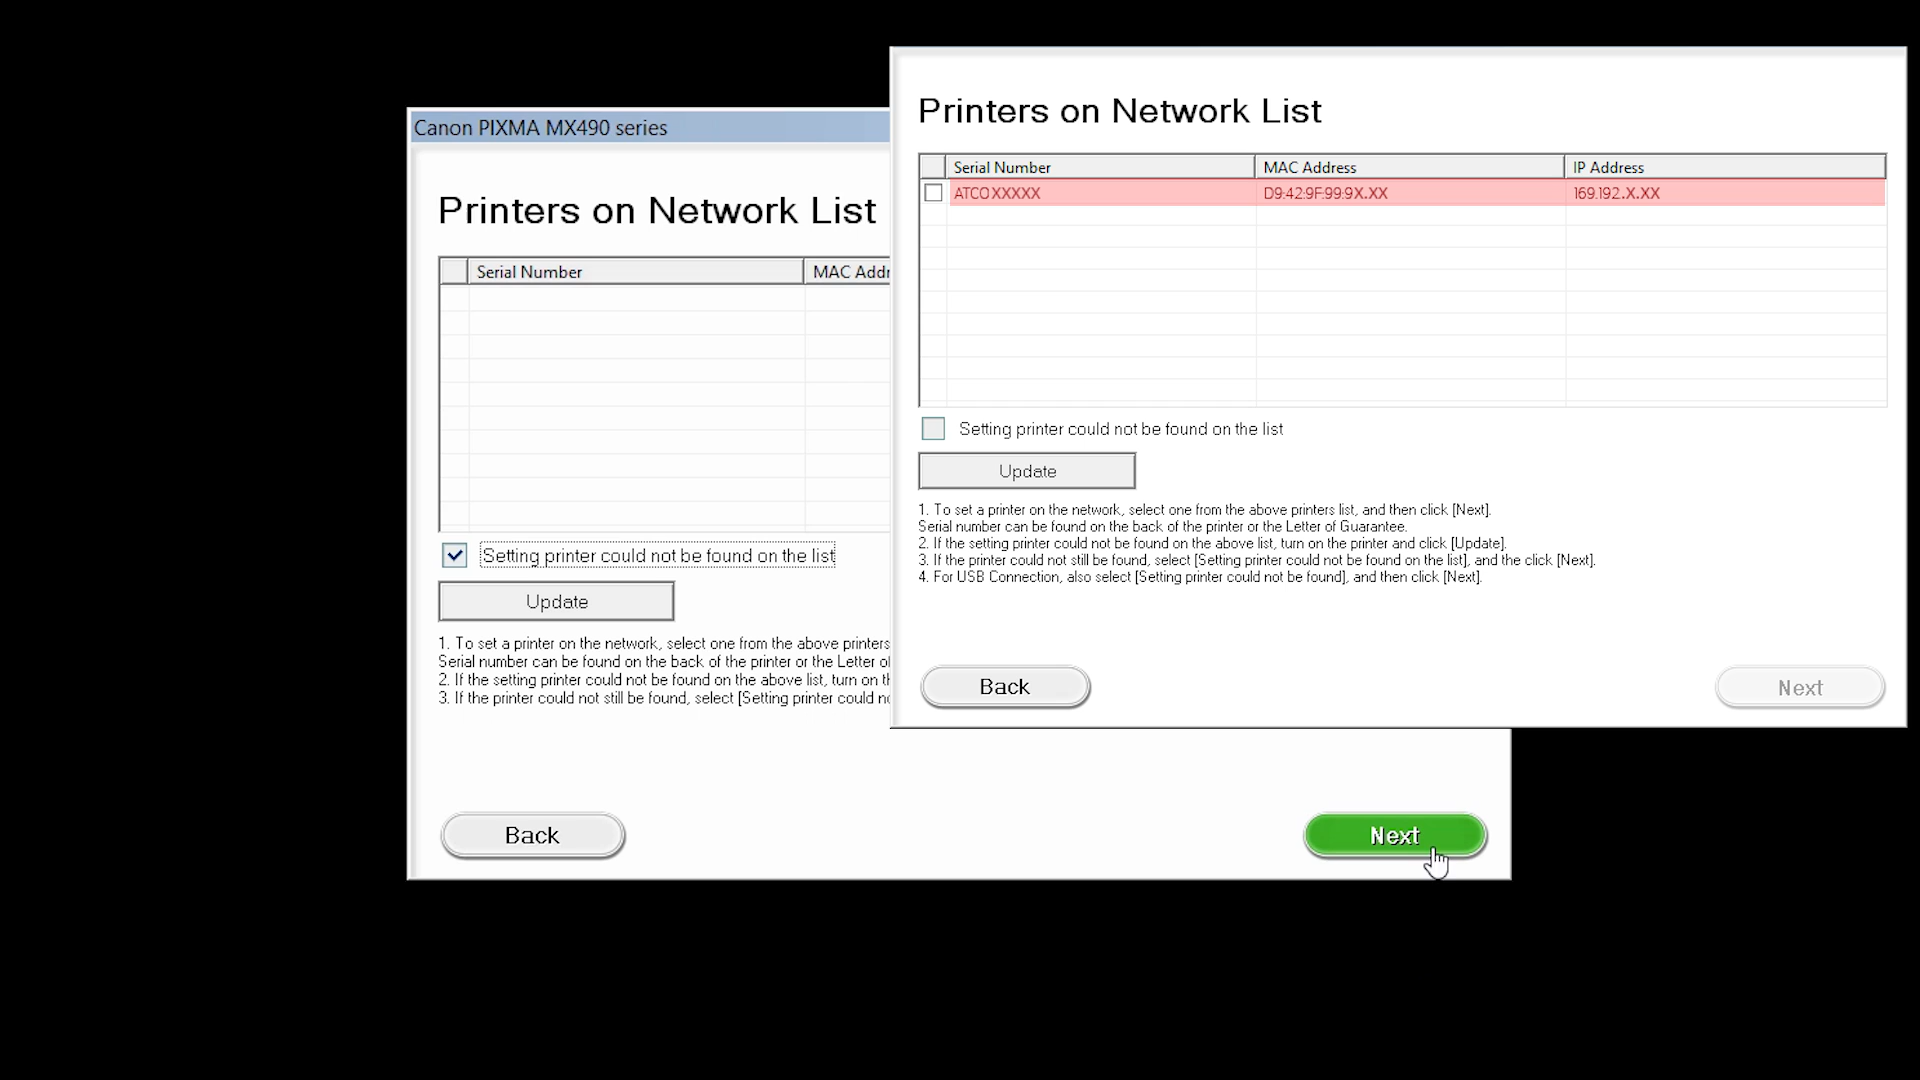 Canon PIXMA MX490 series
Printers on Network List
Serial Number MAC Addr
Setting printer could not be found on the list
Update
1. To set a printer on the network, select one from the above printers
Serial number can be found on the back of the printer or the Letter of
2. If the setting printer could not be found on the above list, turn on th
3. If the printer could not still be found, select [Setting printer could no
Back
Next
Printers on Network List
Serial Number MAC Address IP Address
ATCOXXXXX D9:42:9F:99:9X.XX 169.192.X.XX
Setting printer could not be found on the list
Update
1. To set a printer on the network, select one from the above printers list, and then click [Next].
Serial number can be found on the back of the printer or the Letter of Guarantee.
2. If the setting printer could not be found on the above list, turn on the printer and click [Update].
3. If the printer could not still be found, select [Setting printer could not be found on the list], and the click [Next].
4. For USB Connection, also select [Setting printer could not be found], and then click [Next].
Back
Next